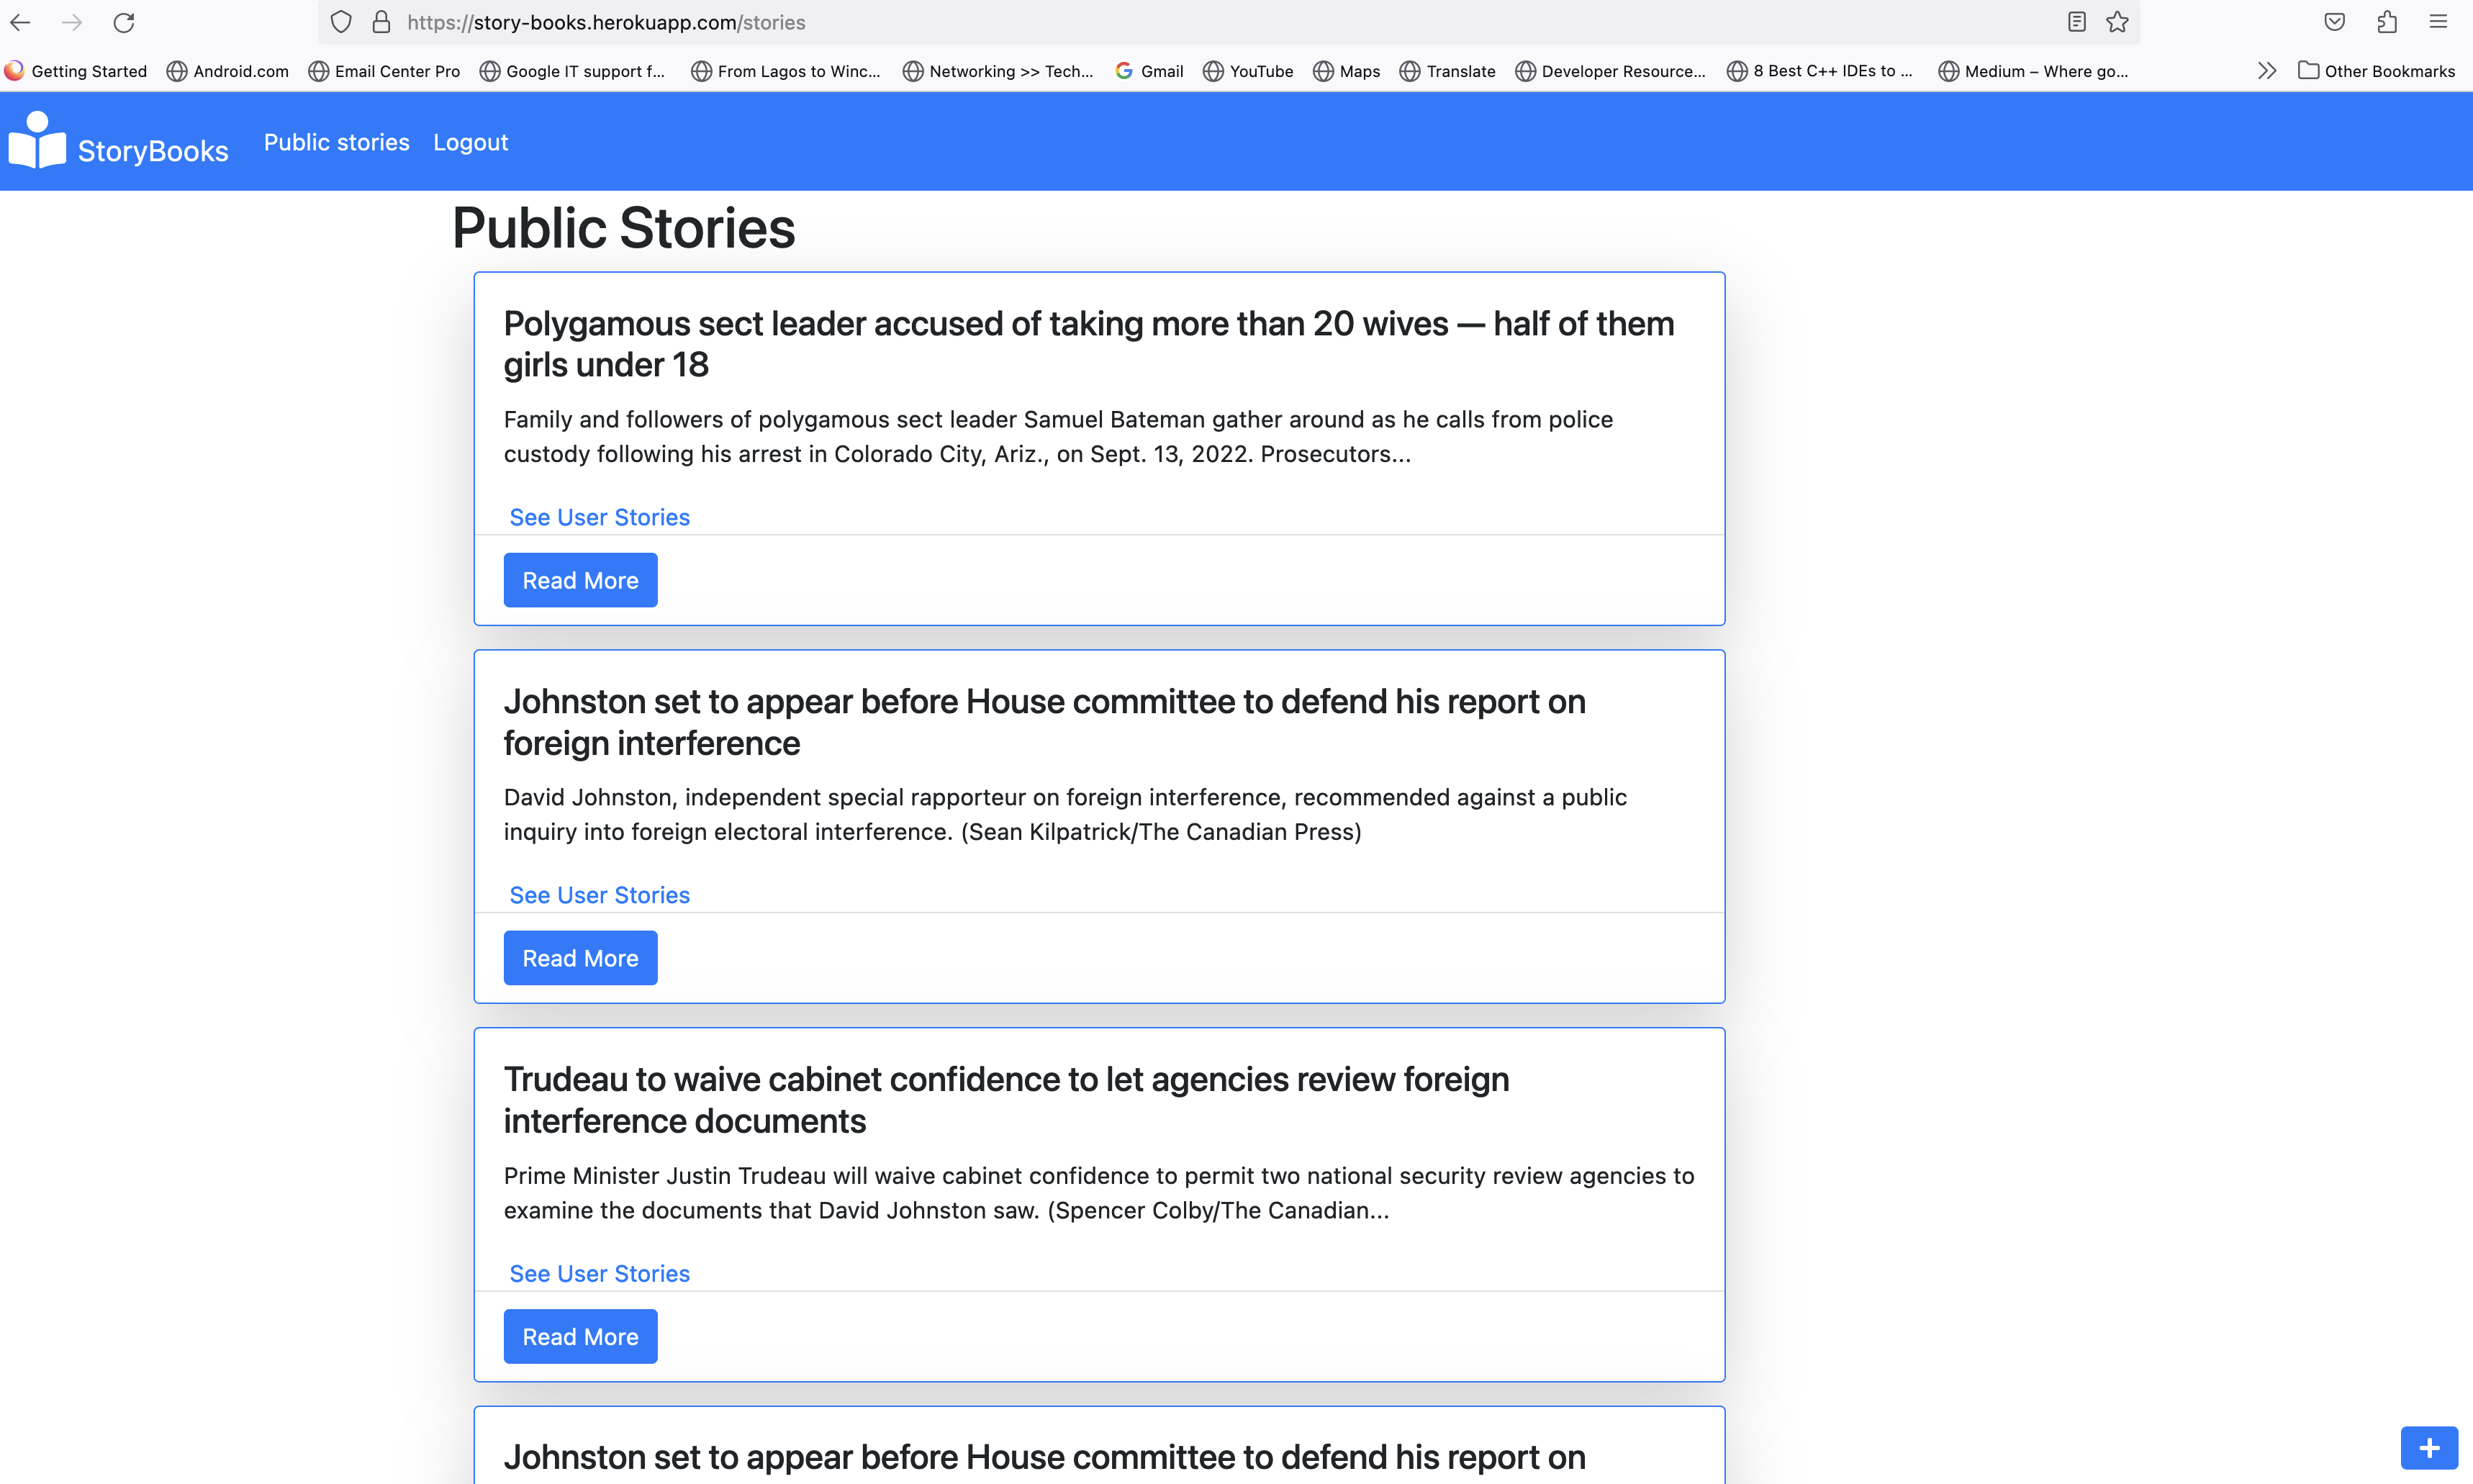 https://story-books.herokuapp.com/stories
Getting Started Android.com Email Center Pro Google IT support f... From Lagos to Winc... Networking >> Tech... Gmail YouTube Maps Translate Developer Resource... 8 Best C++ IDEs to ... Medium – Where go... Other Bookmarks
StoryBooks Public stories Logout
Public Stories
Polygamous sect leader accused of taking more than 20 wives — half of them
girls under 18
Family and followers of polygamous sect leader Samuel Bateman gather around as he calls from police
custody following his arrest in Colorado City, Ariz., on Sept. 13, 2022. Prosecutors...
See User Stories
Read More
Johnston set to appear before House committee to defend his report on
foreign interference
David Johnston, independent special rapporteur on foreign interference, recommended against a public
inquiry into foreign electoral interference. (Sean Kilpatrick/The Canadian Press)
See User Stories
Read More
Trudeau to waive cabinet confidence to let agencies review foreign
interference documents
Prime Minister Justin Trudeau will waive cabinet confidence to permit two national security review agencies to
examine the documents that David Johnston saw. (Spencer Colby/The Canadian...
See User Stories
Read More
Johnston set to appear before House committee to defend his report on